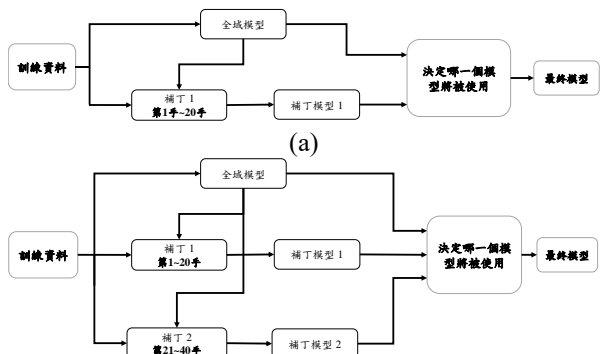 全域模型
訓練資料
決定哪一個模
型將被使用
最終模型
補丁 1
第1手~20手
補丁模型 1
(a)
全域模型
訓練資料
補丁 1
第1~20手
補丁模型 1
決定哪一個模
型將被使用
最終模型
補丁 2
第21~40手
補丁模型 2